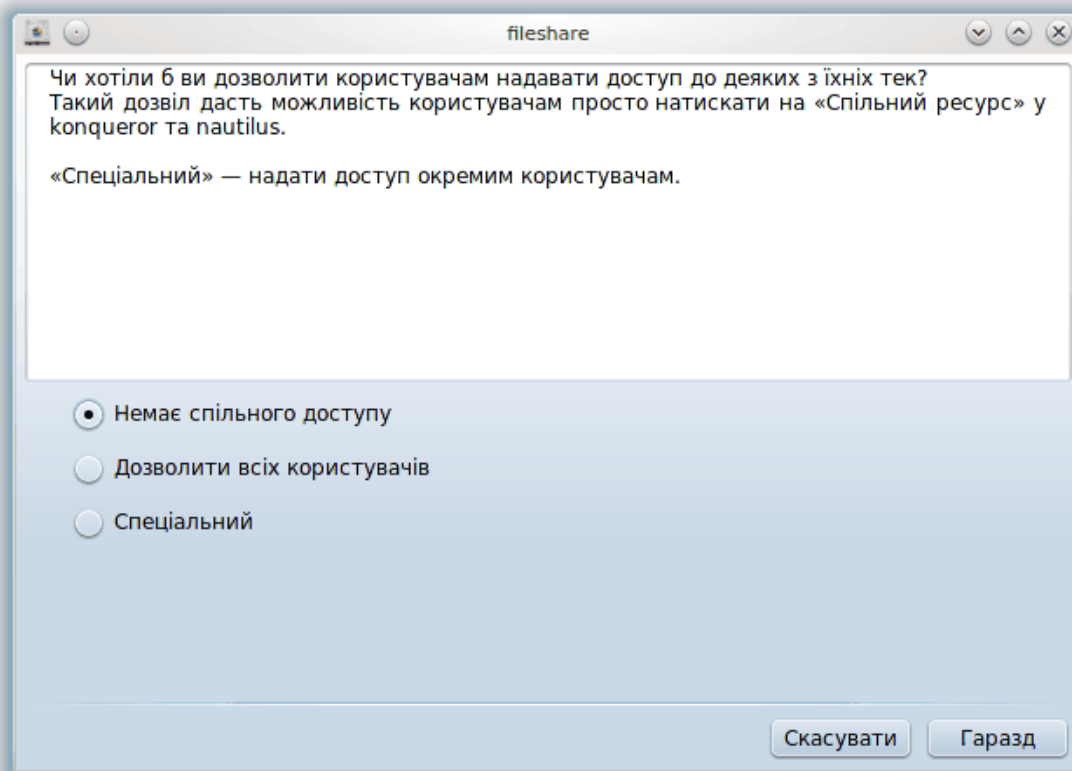 fileshare
Чи хотіли б ви дозволити користувачам надавати доступ до деяких з їхніх тек?
Такий дозвіл дасть можливість користувачам просто натискати на «Спільний ресурс» у
konqueror та nautilus.
«Спеціальний» — надати доступ окремим користувачам.
Немає спільного доступу
Дозволити всіх користувачів
Спеціальний
Скасувати
Гаразд